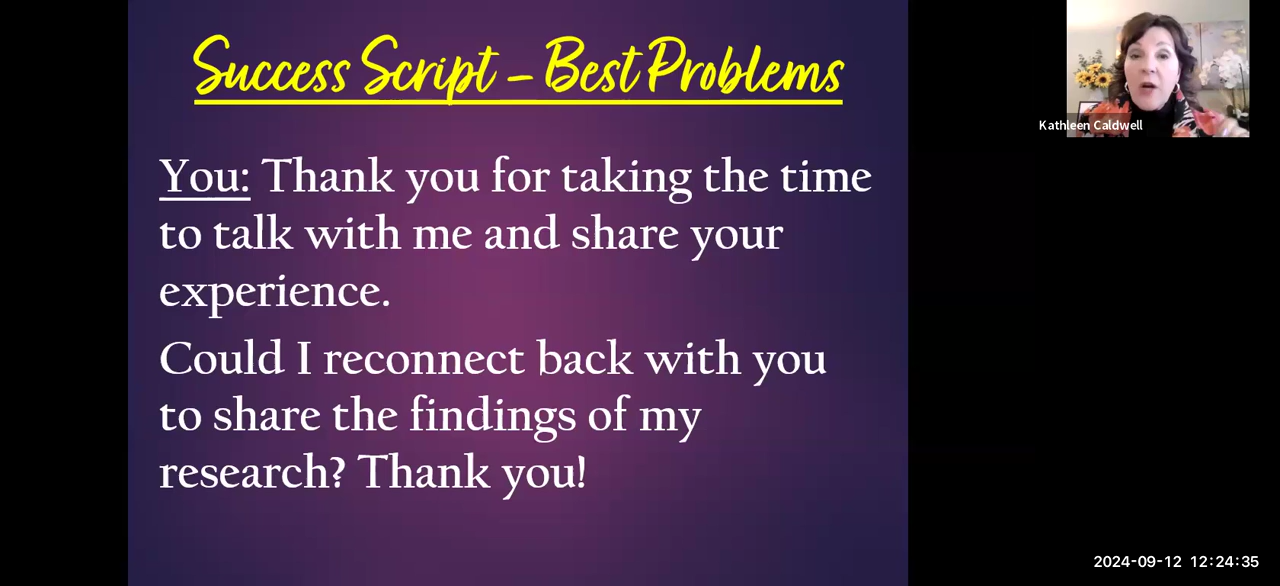 Success Script – Best Problems
You: Thank you for taking the time
to talk with me and share your
experience.
Could I reconnect back with you
to share the findings of my
research? Thank you!
Kathleen Caldwell
2024-09-12 12:24:35